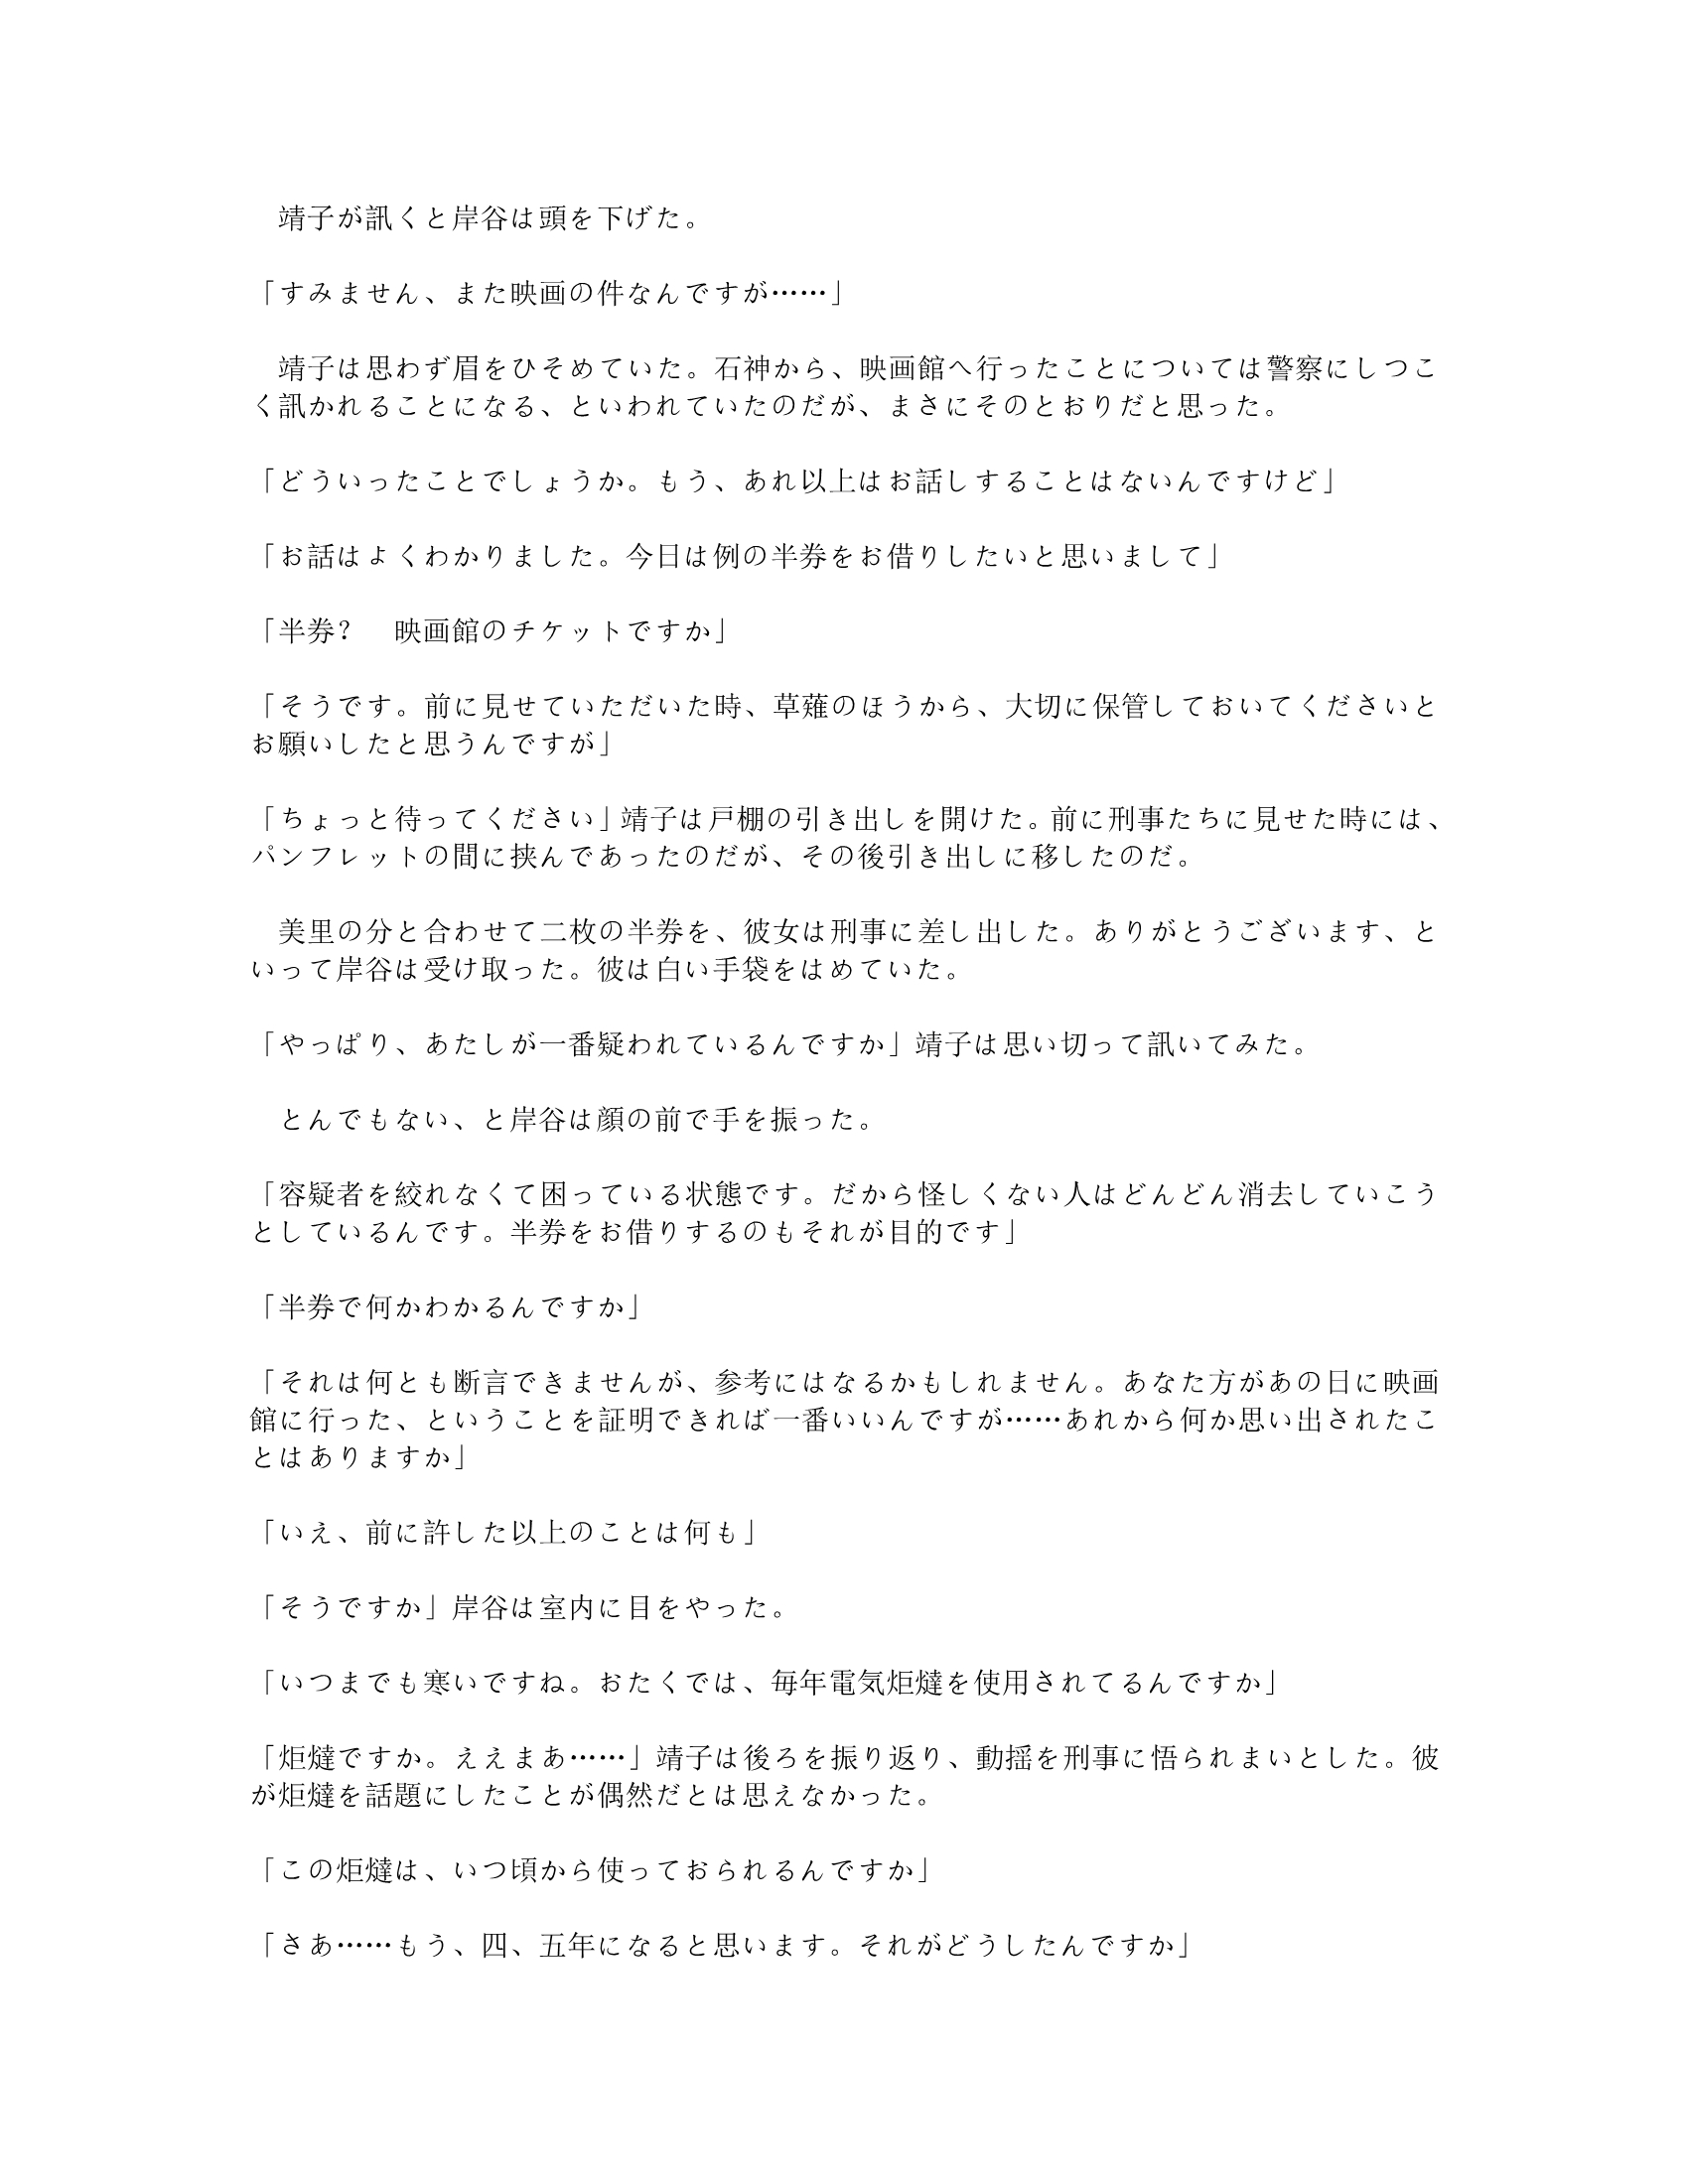 靖子が訊くと岸谷は頭を下げた。
「すみません、また映画の件なんですが……」
靖子は思わず眉をひそめていた。石神から、映画館へ行ったことについては警察にしつこ
く訊かれることになる、といわれていたのだが、まさにそのとおりだと思った。
「どういったことでしょうか。もう、あれ以上はお話しすることはないんですけど」
「お話はよくわかりました。今日は例の半券をお借りしたいと思いまして」
「半券?　映画館のチケットですか」
「そうです。前に見せていただいた時、草薙のほうから、大切に保管しておいてくださいと
お願いしたと思うんですが」
「ちょっと待ってください」靖子は戸棚の引き出しを開けた。前に刑事たちに見せた時には、
パンフレットの間に挟んであったのだが、その後引き出しに移したのだ。
美里の分と合わせて二枚の半券を、彼女は刑事に差し出した。ありがとうございます、と
いって岸谷は受け取った。彼は白い手袋をはめていた。
「やっぱり、あたしが一番疑われているんですか」靖子は思い切って訊いてみた。
とんでもない、と岸谷は顔の前で手を振った。
「容疑者を絞れなくて困っている状態です。だから怪しくない人はどんどん消去していこう
としているんです。半券をお借りするのもそれが目的です」
「半券で何かわかるんですか」
「それは何とも断言できませんが、参考にはなるかもしれません。あなた方があの日に映画
館に行った、ということを証明できれば一番いいんですが……あれから何か思い出されたこ
とはありますか」
「いえ、前に許した以上のことは何も」
「そうですか」岸谷は室内に目をやった。
「いつまでも寒いですね。おたくでは、毎年電気炬燵を使用されてるんですか」
「炬燵ですか。ええまあ……」靖子は後ろを振り返り、動揺を刑事に悟られまいとした。彼
が炬燵を話題にしたことが偶然だとは思えなかった。
「この炬燵は、いつ頃から使っておられるんですか」
「さあ……もう、四、五年になると思います。それがどうしたんですか」